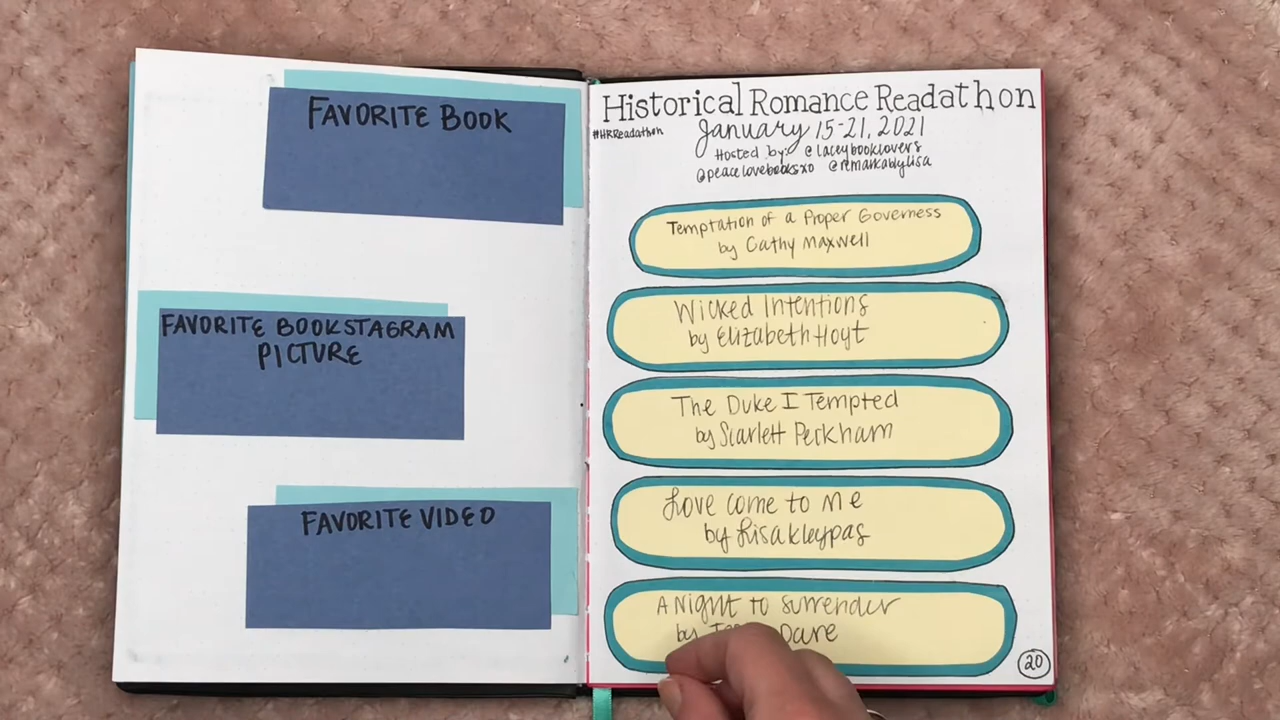 FAVORITE BOOK
FAVORITE BOOKSTAGRAM
PICTURE
FAVORITE VIDEO
Historical Romance Readathon
#HRReadathon
January 15-21, 2021
Hosted by: @laceybooklovers
@peacelovebooksxo @remarkablylisa
Temptation of a Proper Governess
by Cathy Maxwell
Wicked Intentions
by Elizabeth Hoyt
The Duke I Tempted
by Scarlett Peckham
Love come to me
by Lisa kleypas
A Night to Surrender
by Dare
20